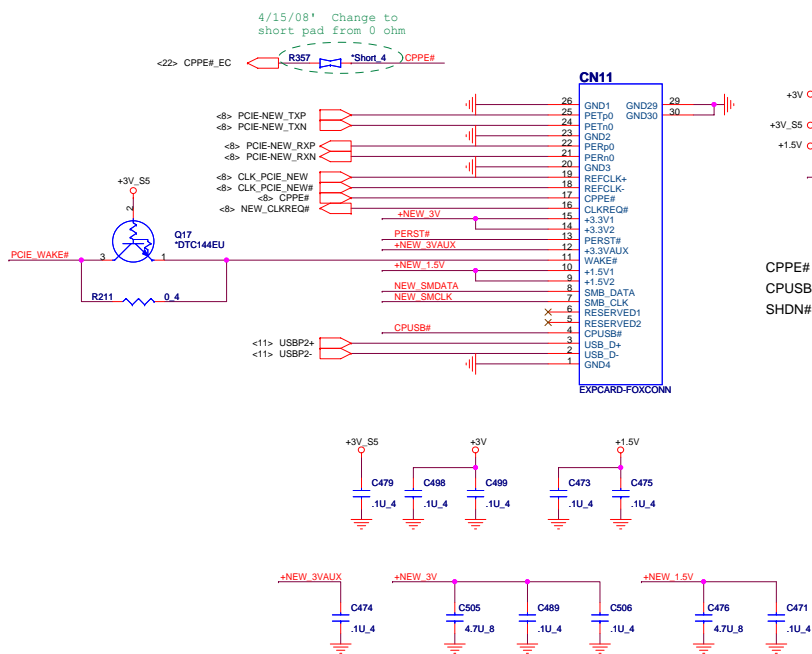 4/15/08'  Change to
short pad from 0 ohm
<22> CPPE#_EC
R357
*Short_4
CPPE#
CN11
+3V
+3V_S5
+1.5V
<8> PCIE-NEW_TXP
<8> PCIE-NEW_TXN
<8> PCIE-NEW_RXP
<8> PCIE-NEW_RXN
<8> CLK_PCIE_NEW
<8> CLK_PCIE_NEW#
<8> CPPE#
<8> NEW_CLKREQ#
+NEW_3V
PERST#
+NEW_3VAUX
+NEW_1.5V
NEW_SMDATA
NEW_SMCLK
CPUSB#
<11> USBP2+
<11> USBP2-
26 GND1
25 PETp0
24 PETn0
23 GND2
22 PERp0
21 PERn0
20 GND3
19 REFCLK+
18 REFCLK-
17 CPPE#
16 CLKREQ#
15 +3.3V1
14 +3.3V2
13 PERST#
12 +3.3VAUX
11 WAKE#
10 +1.5V1
9 +1.5V2
8 SMB_DATA
7 SMB_CLK
6 RESERVED1
5 RESERVED2
4 CPUSB#
3 USB_D+
2 USB_D-
1 GND4
GND29 29
GND30 30
EXPCARD-FOXCONN
+3V_S5
2
Q17
*DTC144EU
PCIE_WAKE#
3
1
R211
0_4
CPPE#
CPUSB
SHDN#
+3V_S5
+3V
+1.5V
C479
.1U_4
C498
.1U_4
C499
.1U_4
C473
.1U_4
C475
.1U_4
+NEW_3VAUX
+NEW_3V
+NEW_1.5V
C474
.1U_4
C505
4.7U_8
C489
.1U_4
C506
.1U_4
C476
4.7U_8
C471
.1U_4